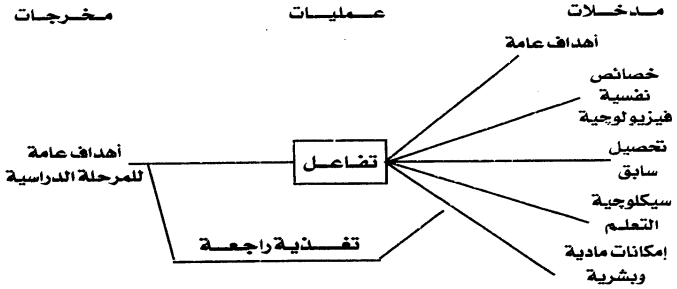 مدخلات
عمليات
مخرجات
أهداف عامة
خصائص
نفسية
فيزيولوجية
تحصيل
سابق
سيكلوجية
التعلم
إمكانات مادية
وبشرية
تفاعل
أهداف عامة
للمرحلة الدراسية
تغذية راجعة